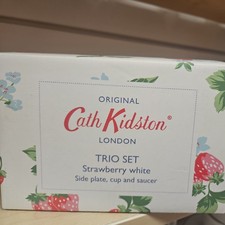 ORIGINAL
Cath Kidston®
LONDON
TRIO SET
Strawberry white
Side plate, cup and saucer